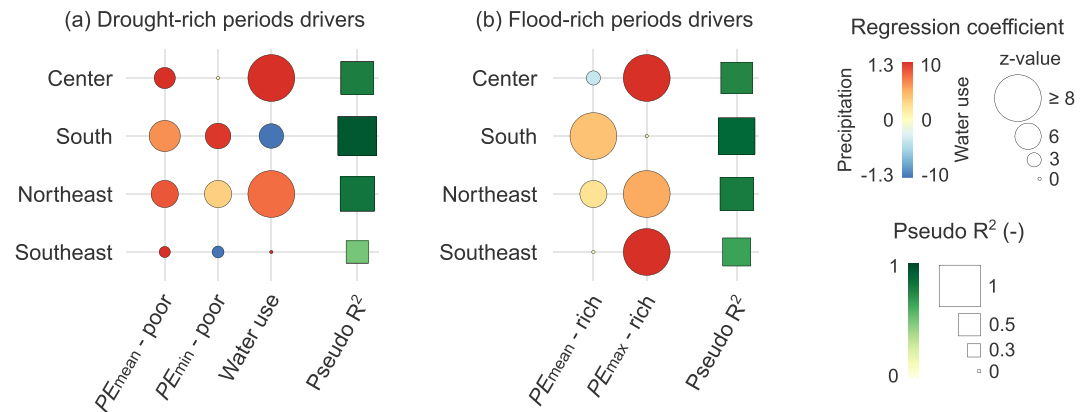 (a) Drought-rich periods drivers
Center
South
Northeast
Southeast
PEmean - poor
PEmin - poor
Water use
Pseudo R²
(b) Flood-rich periods drivers
Center
South
Northeast
Southeast
PEmean - rich
PEmax - rich
Pseudo R²
Regression coefficient
Precipitation
1.3
0
-1.3
10
0
-10
Water use
z-value
≥ 8
6
3
0
Pseudo R² (-)
1
0
1
0.5
0.3
0